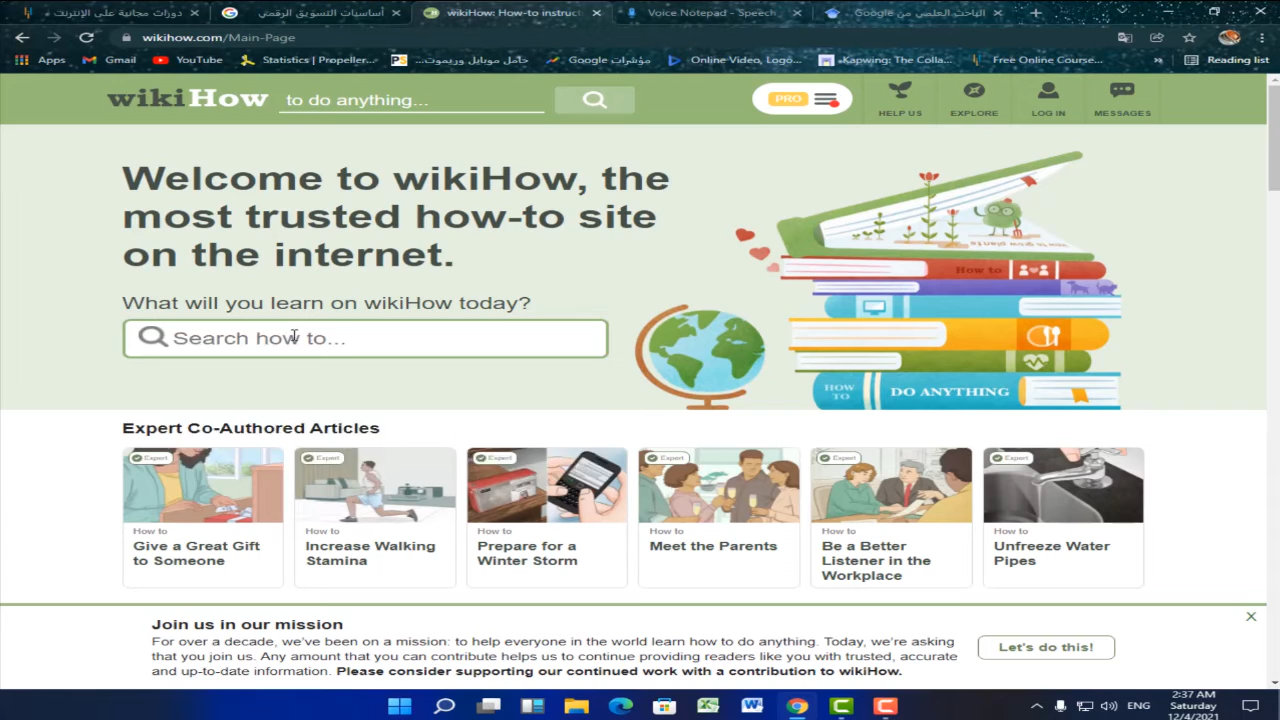 دورات مجانية على الإنترنت
أساسيات التسويق الرقمي
wikiHow: How-to instruct
Voice Notepad - Speech
الباحث العلمي من Google
wikihow.com/Main-Page
Apps
Gmail
YouTube
Statistics | Propeller...
حامل موبايل وريموت...
مؤشرات Google
Online Video, Logo...
Kapwing: The Colla...
Free Online Course...
»
Reading list
wikiHow to do anything...
PRO
HELP US
EXPLORE
LOG IN
MESSAGES
Welcome to wikiHow, the
most trusted how-to site
on the internet.
What will you learn on wikiHow today?
Search how to...
how to grow plants
How to
HOW TO
DO ANYTHING
Expert Co-Authored Articles
Expert
Expert
Expert
Expert
Expert
Expert
How to
Give a Great Gift
to Someone
How to
Increase Walking
Stamina
How to
Prepare for a
Winter Storm
How to
Meet the Parents
How to
Be a Better
Listener in the
Workplace
How to
Unfreeze Water
Pipes
Join us in our mission
For over a decade, we've been on a mission: to help everyone in the world learn how to do anything. Today, we're asking
that you join us. Any amount that you can contribute helps us to continue providing readers like you with trusted, accurate
and up-to-date information. Please consider supporting our continued work with a contribution to wikiHow.
Let's do this!
ENG
2:37 AM
Saturday
12/4/2021